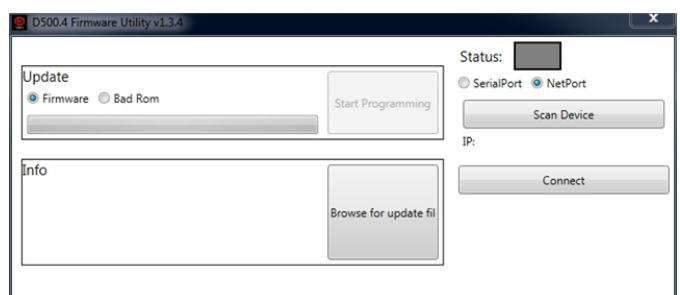 D500.4 Firmware Utility v1.3.4
x
Update
Firmware Bad Rom
Start Programming
Status:
SerialPort NetPort
Scan Device
IP:
Connect
Info
Browse for update fil